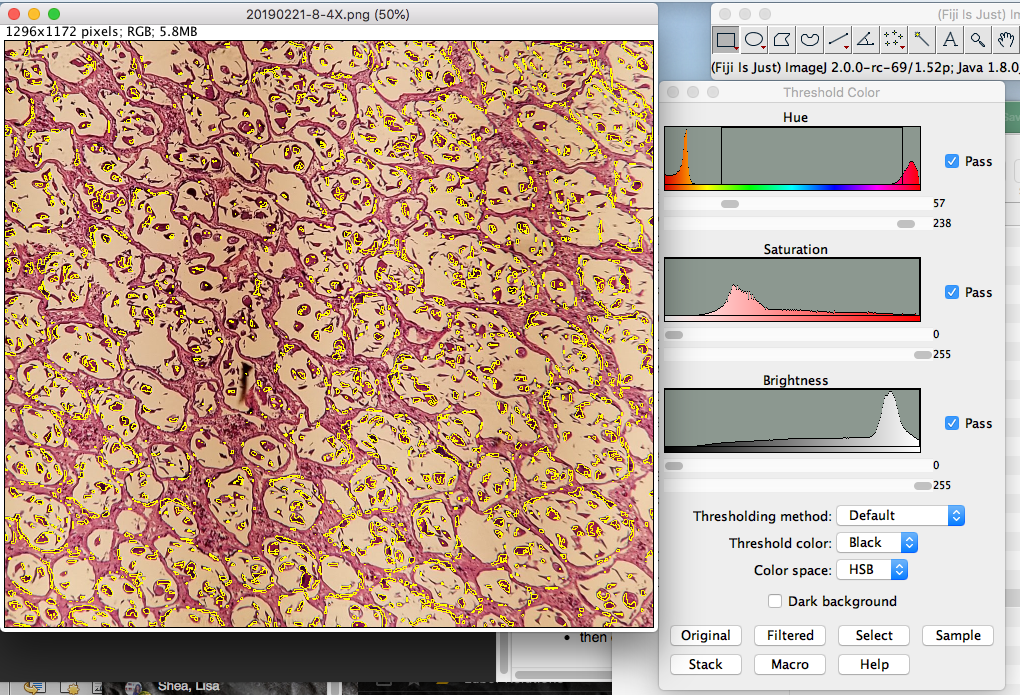 20190221-8-4X.png (50%)
1296x1172 pixels; RGB; 5.8MB
(Fiji Is Just)
(Fiji Is Just) ImageJ 2.0.0-rc-69/1.52p; Java 1.8.0
Threshold Color
Hue
Pass
57
238
Saturation
Pass
0
255
Brightness
Pass
0
255
Thresholding method: Default
Threshold color: Black
Color space: HSB
Dark background
Original Filtered Select Sample
Stack Macro Help
• then
Shea, Lisa